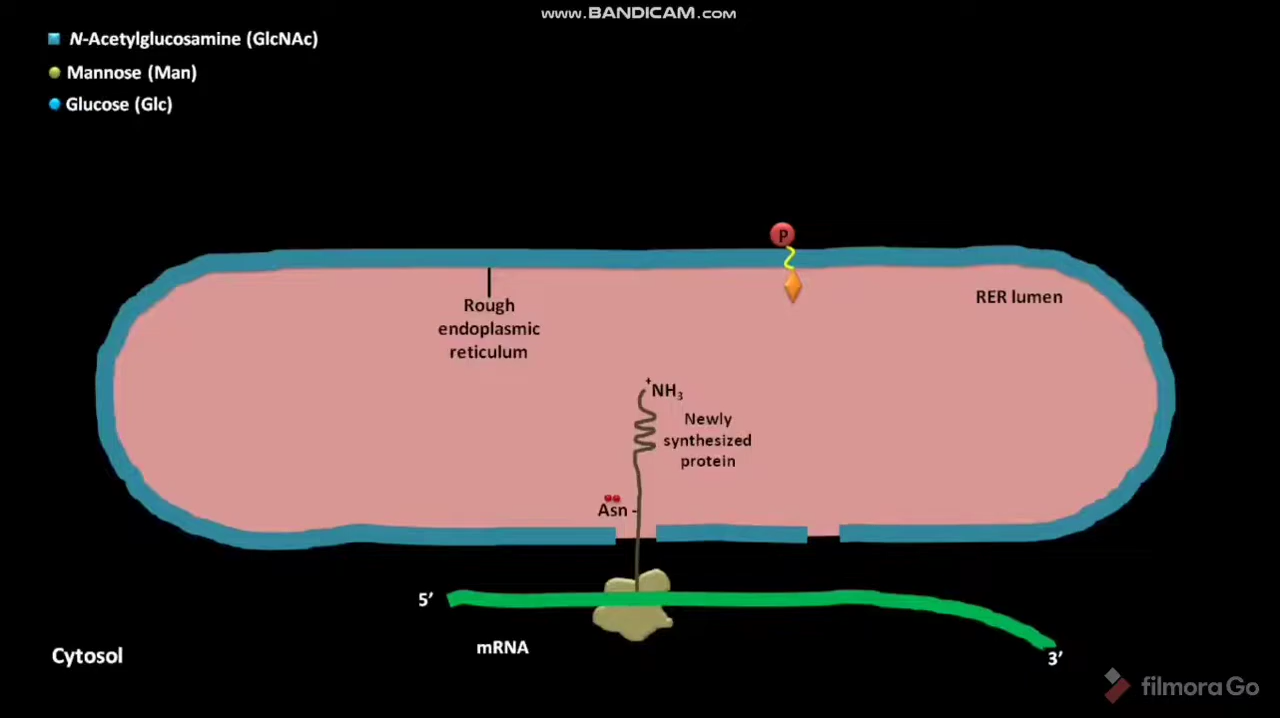 www.BANDICAM.com
N-Acetylglucosamine (GlcNAc)
Mannose (Man)
Glucose (Glc)
P
Rough
endoplasmic
reticulum
RER lumen
+NH3
Newly
synthesized
protein
Asn
5’
mRNA
3’
Cytosol
filmoraGo